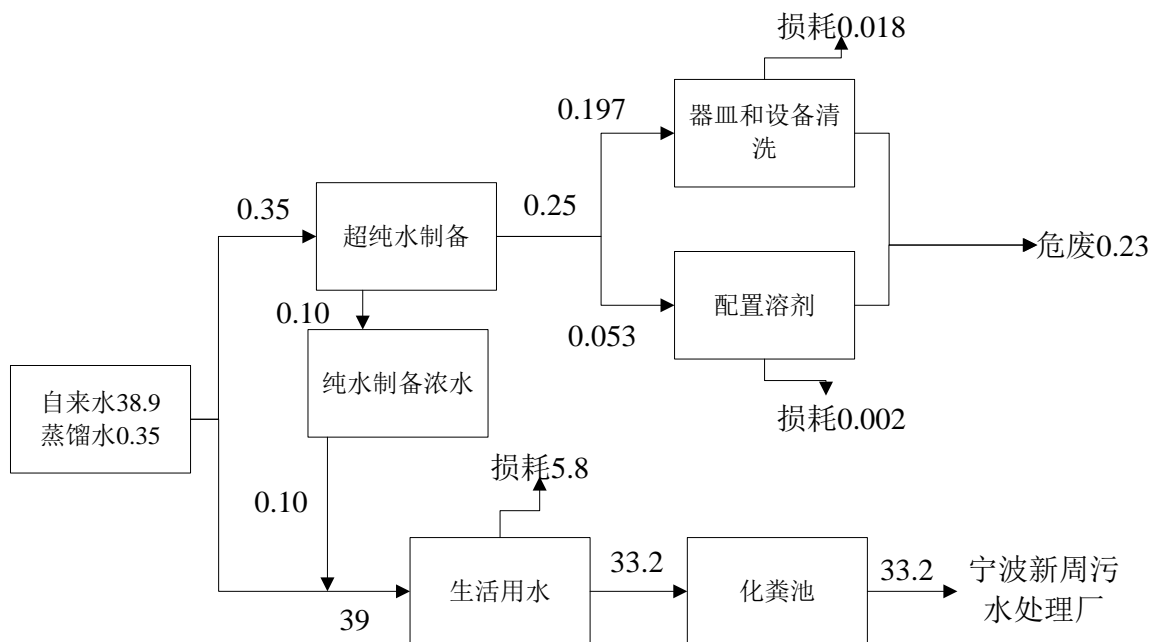 损耗0.018
0.197
器皿和设备清
洗
0.35
超纯水制备
0.25
危废0.23
0.10
配置溶剂
0.053
纯水制备浓水
自来水38.9
蒸馏水0.35
损耗0.002
损耗5.8
0.10
33.2
33.2
宁波新周污
水处理厂
39
生活用水
化粪池